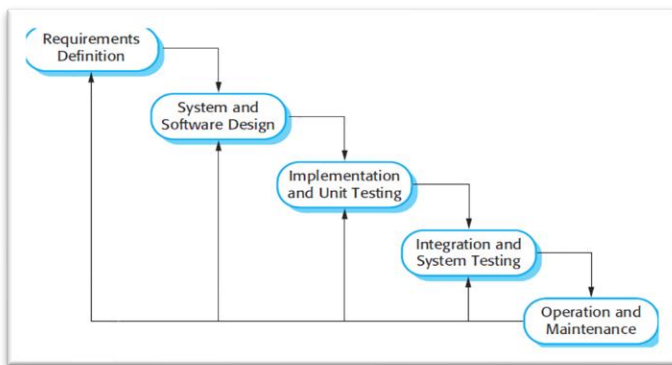 Requirements
Definition
System and
Software Design
Implementation
and Unit Testing
Integration and
System Testing
Operation and
Maintenance